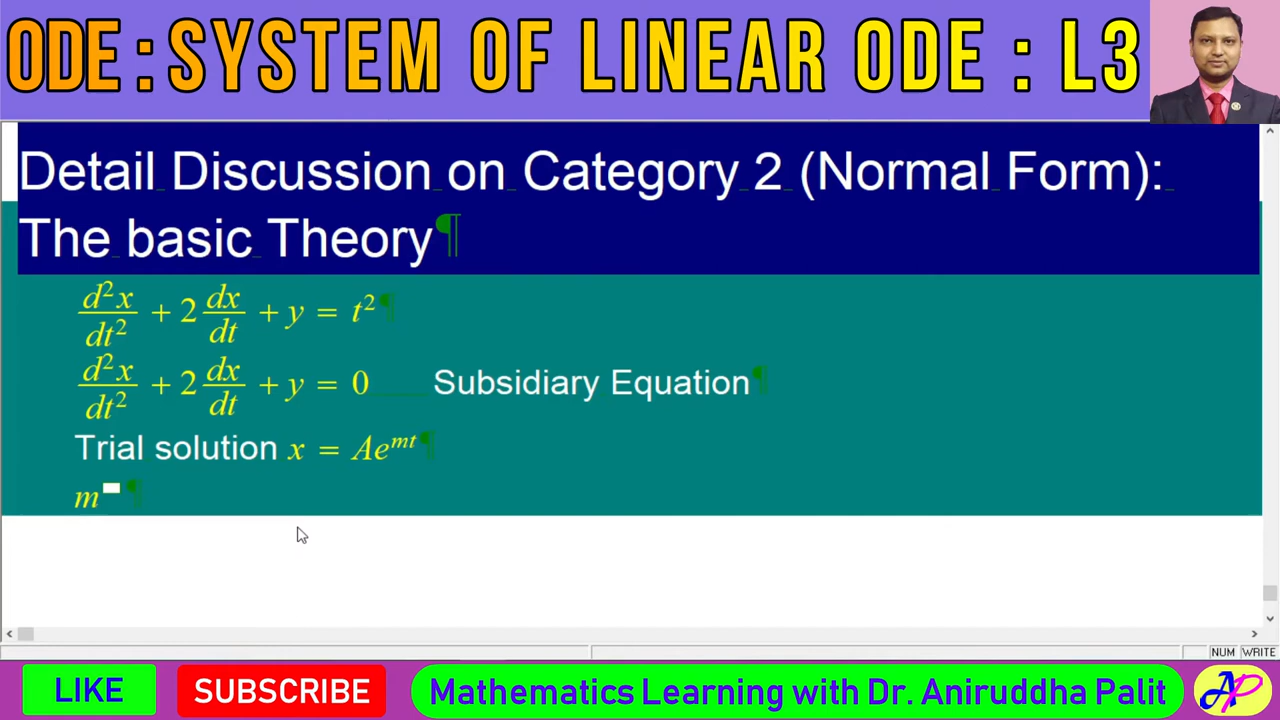 ODE : SYSTEM OF LINEAR ODE : L3
Detail Discussion on Category 2 (Normal Form):
The basic Theory¶
d²x/dt² + 2 dx/dt + y = t²¶
d²x/dt² + 2 dx/dt + y = 0 Subsidiary Equation¶
Trial solution x = Ae^{mt}¶
m¶
NUM WRITE
LIKE SUBSCRIBE Mathematics Learning with Dr. Aniruddha Palit AP